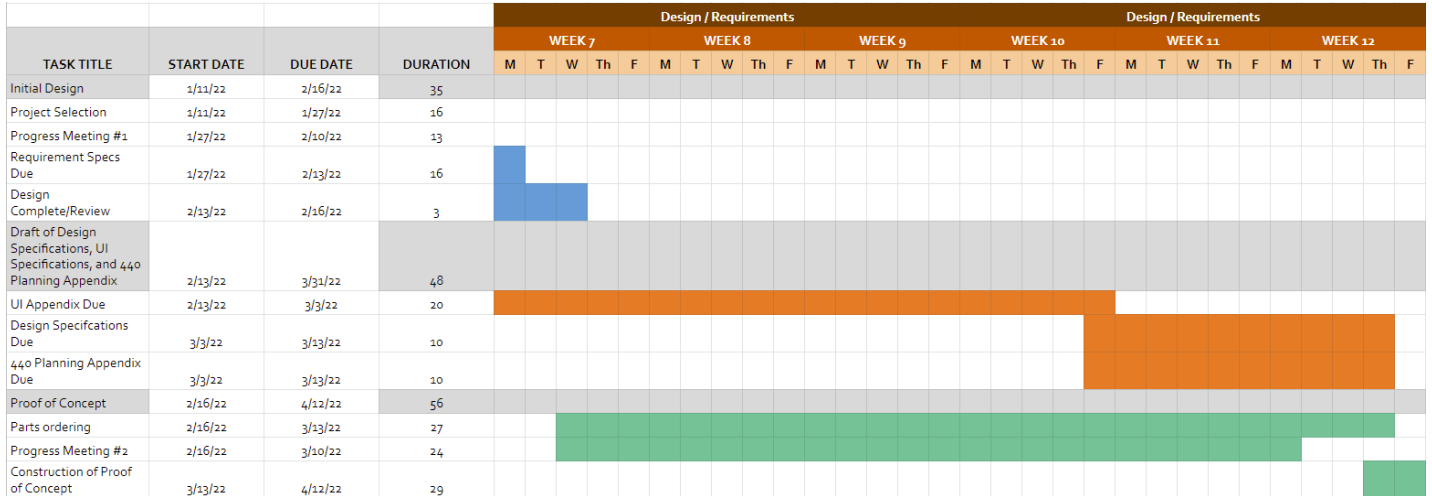 Design / Requirements Design / Requirements
WEEK 7 WEEK 8 WEEK 9 WEEK 10 WEEK 11 WEEK 12
TASK TITLE START DATE DUE DATE DURATION M T W Th F M T W Th F M T W Th F M T W Th F M T W Th F M T W Th F
Initial Design 1/11/22 2/16/22 35
Project Selection 1/11/22 1/27/22 16
Progress Meeting #1 1/27/22 2/10/22 13
Requirement Specs
Due 1/27/22 2/13/22 16
Design
Complete/Review 2/13/22 2/16/22 3
Draft of Design
Specifications, UI
Specifications, and 440
Planning Appendix 2/13/22 3/31/22 48
UI Appendix Due 2/13/22 3/3/22 20
Design Specifcations
Due 3/3/22 3/13/22 10
440 Planning Appendix
Due 3/3/22 3/13/22 10
Proof of Concept 2/16/22 4/12/22 56
Parts ordering 2/16/22 3/13/22 27
Progress Meeting #2 2/16/22 3/10/22 24
Construction of Proof
of Concept 3/13/22 4/12/22 29